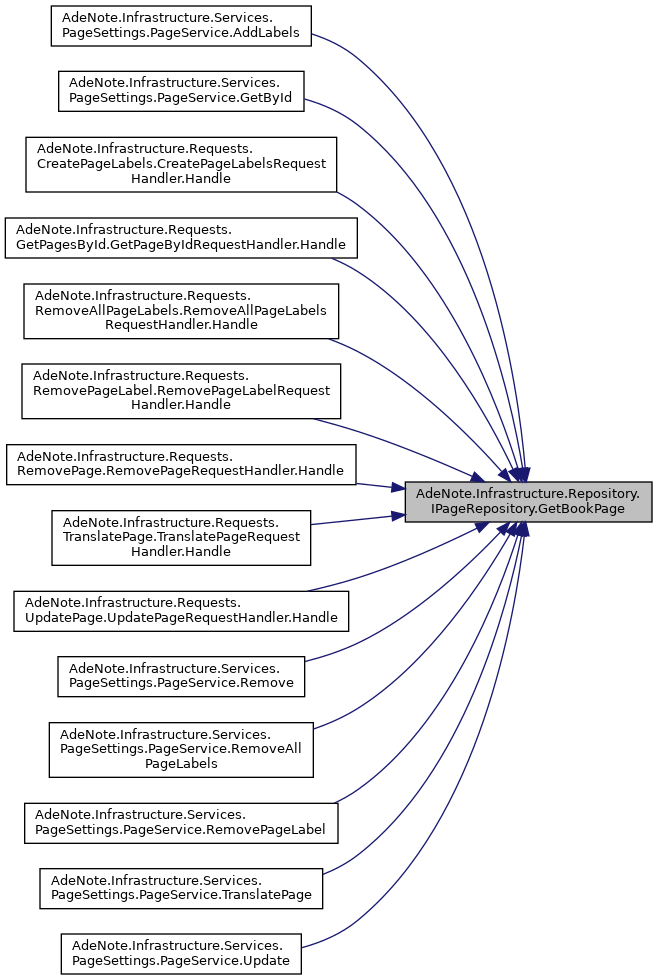 AdeNote.Infrastructure.Services.
PageSettings.PageService.AddLabels
AdeNote.Infrastructure.Services.
PageSettings.PageService.GetById
AdeNote.Infrastructure.Requests.
CreatePageLabels.CreatePageLabelsRequest
Handler.Handle
AdeNote.Infrastructure.Requests.
GetPagesById.GetPageByIdRequestHandler.Handle
AdeNote.Infrastructure.Requests.
RemoveAllPageLabels.RemoveAllPageLabels
RequestHandler.Handle
AdeNote.Infrastructure.Requests.
RemovePageLabel.RemovePageLabelRequest
Handler.Handle
AdeNote.Infrastructure.Requests.
RemovePage.RemovePageRequestHandler.Handle
AdeNote.Infrastructure.Repository.
IPageRepository.GetBookPage
AdeNote.Infrastructure.Requests.
TranslatePage.TranslatePageRequest
Handler.Handle
AdeNote.Infrastructure.Requests.
UpdatePage.UpdatePageRequestHandler.Handle
AdeNote.Infrastructure.Services.
PageSettings.PageService.Remove
AdeNote.Infrastructure.Services.
PageSettings.PageService.RemoveAll
PageLabels
AdeNote.Infrastructure.Services.
PageSettings.PageService.RemovePageLabel
AdeNote.Infrastructure.Services.
PageSettings.PageService.TranslatePage
AdeNote.Infrastructure.Services.
PageSettings.PageService.Update